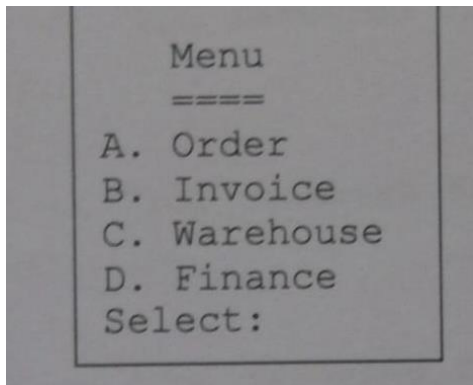 Menu
====
A. Order
B. Invoice
C. Warehouse
D. Finance
Select: